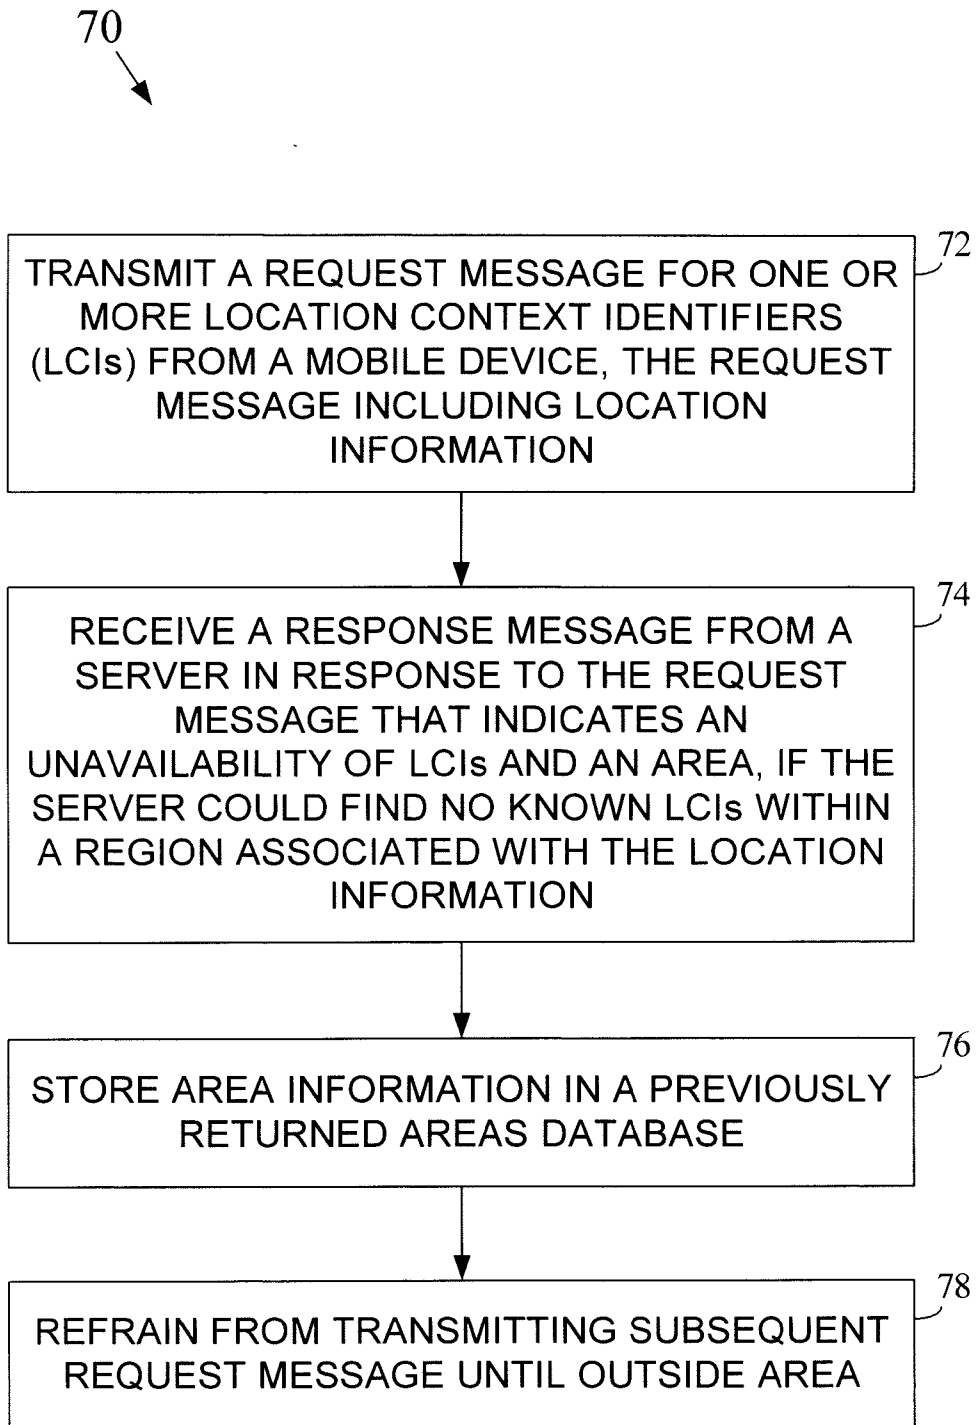 70
72
TRANSMIT A REQUEST MESSAGE FOR ONE OR
MORE LOCATION CONTEXT IDENTIFIERS
(LCIs) FROM A MOBILE DEVICE, THE REQUEST
MESSAGE INCLUDING LOCATION
INFORMATION
74
RECEIVE A RESPONSE MESSAGE FROM A
SERVER IN RESPONSE TO THE REQUEST
MESSAGE THAT INDICATES AN
UNAVAILABILITY OF LCIs AND AN AREA, IF THE
SERVER COULD FIND NO KNOWN LCIs WITHIN
A REGION ASSOCIATED WITH THE LOCATION
INFORMATION
76
STORE AREA INFORMATION IN A PREVIOUSLY
RETURNED AREAS DATABASE
78
REFRAIN FROM TRANSMITTING SUBSEQUENT
REQUEST MESSAGE UNTIL OUTSIDE AREA